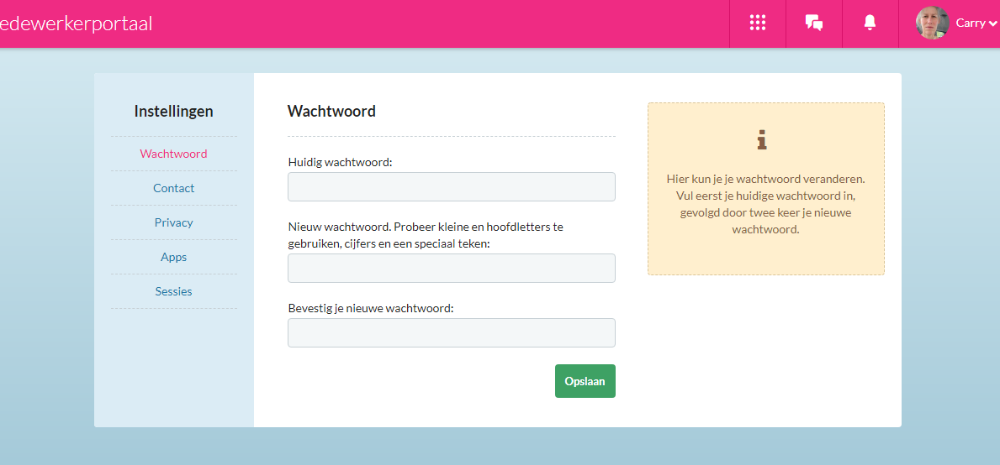 edewerkerportaal
Carry
Instellingen
Wachtwoord
Contact
Privacy
Apps
Sessies
Wachtwoord
Huidig wachtwoord:
Nieuw wachtwoord. Probeer kleine en hoofdletters te
gebruiken, cijfers en een speciaal teken:
Bevestig je nieuwe wachtwoord:
Opslaan
Hier kun je je wachtwoord veranderen.
Vul eerst je huidige wachtwoord in,
gevolgd door twee keer je nieuwe
wachtwoord.